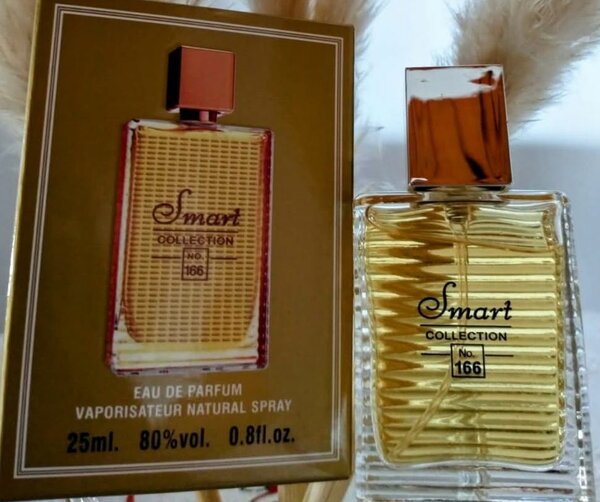 Smart
COLLECTION
NO.
166
EAU DE PARFUM
VAPORISATEUR NATURAL SPRAY
25ml. 80%vol. 0.8fl.oz.
Smart
COLLECTION
No.
166